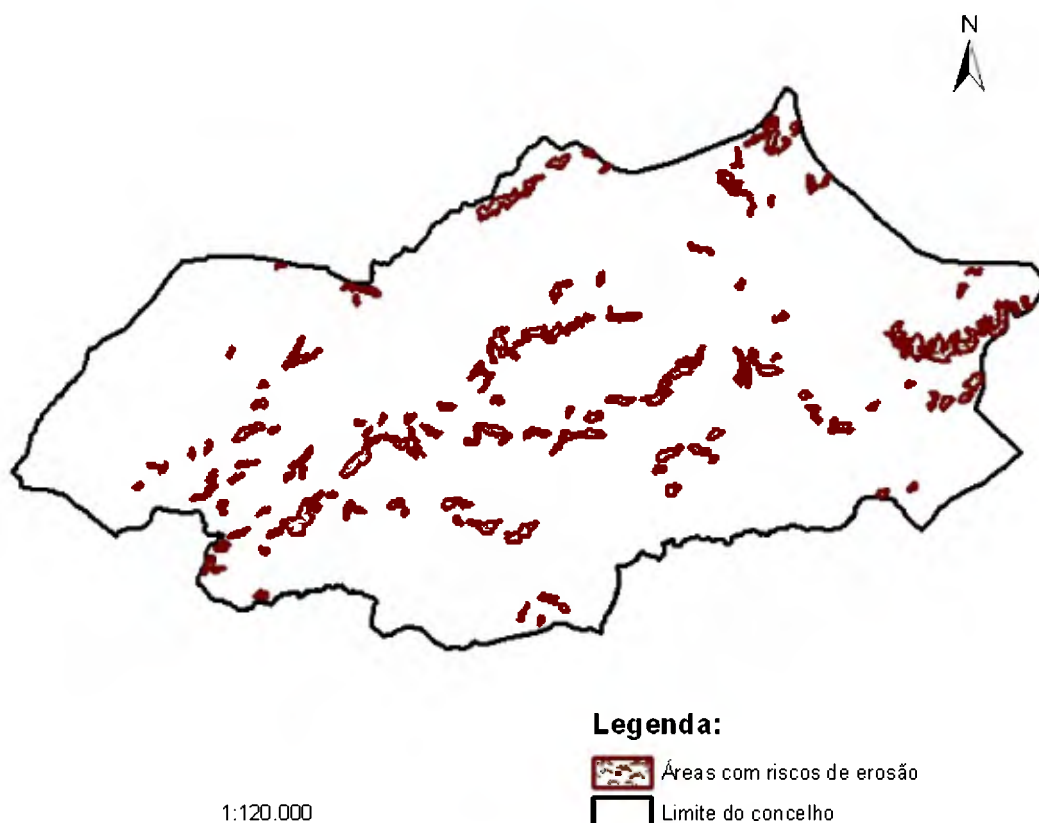 N
Legenda:
Áreas com riscos de erosão
1:120.000
Limite do concelho